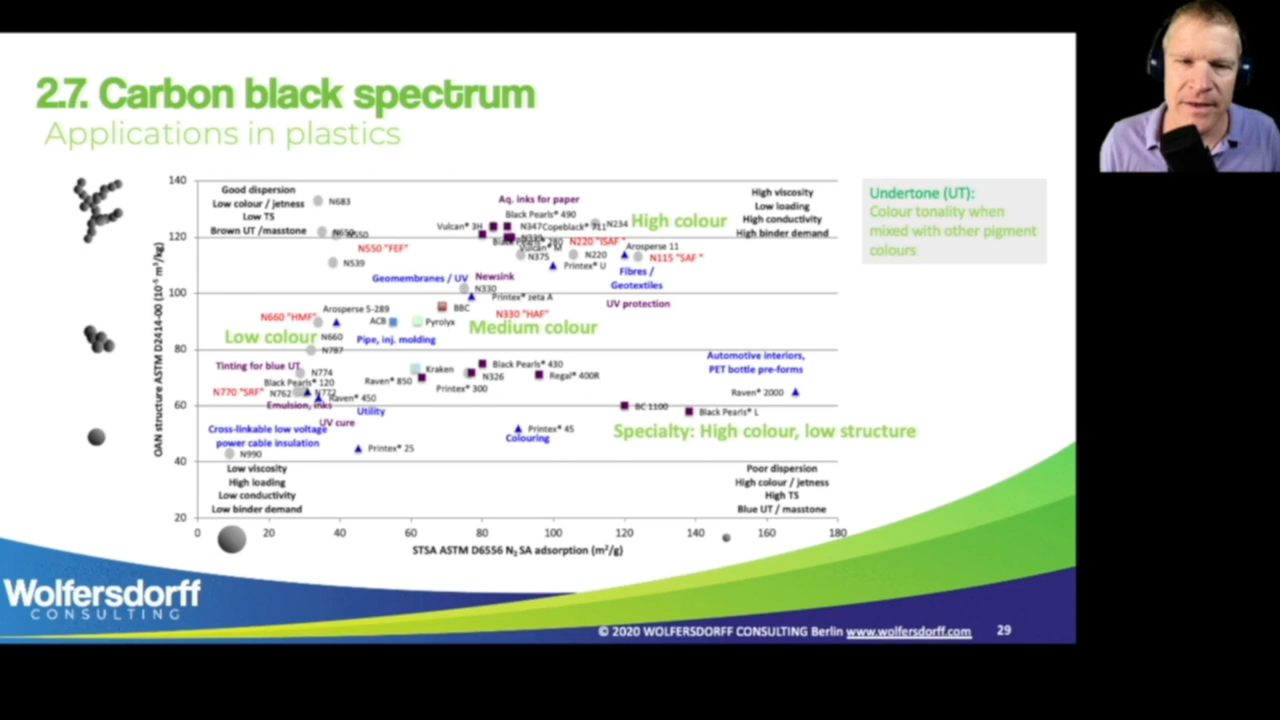 2.7. Carbon black spectrum
Applications in plastics
Undertone (UT):
Colour tonality when
mixed with other pigment
colours
OAN structure ASTM D2414-00 (10⁻⁵ m³/kg)
140
120
100
80
60
40
20
Good dispersion
Low colour / jetness
Low TS
Brown UT /masstone
N683
N550
N550 "FEF"
N539
Aq. inks for paper
Black Pearls® 490
Vulcan® 3H
N347
N234
High colour
High viscosity
Low loading
High conductivity
High binder demand
Vulcan® M
N375
N220 "ISAF"
N220
Arosperse 11
N115 "SAF"
Printex® U
Fibres /
Geotextiles
Geomembranes / UV
Newsink
N330
Printex® zeta A
UV protection
Arosperse 5-289
N660 "HMF"
BBC
N330 "HAF"
ACB
Pyrolyx
Medium colour
Low colour
N660
Pipe, inj. molding
N787
Automotive interiors,
PET bottle pre-forms
Tinting for blue UT
N774
Kraken
Black Pearls® 430
Black Pearls® 120
Raven® 850
N326
Regal® 400R
N770 "SRF"
N762
N772
Printex® 300
Raven® 2000
Raven® 450
Emulsion, inks
Utility
BC 1100
Black Pearls® L
UV cure
Cross-linkable low voltage
power cable insulation
Printex® 45
Colouring
Specialty: High colour, low structure
Printex® 25
N990
Low viscosity
High loading
Low conductivity
Low binder demand
Poor dispersion
High colour / jetness
High TS
Blue UT / masstone
0 20 40 60 80 100 120 140 160 180
STSA ASTM D6556 N₂ SA adsorption (m²/g)
Wolfersdorff
CONSULTING
© 2020 WOLFERSDORFF CONSULTING Berlin www.wolfersdorff.com 29